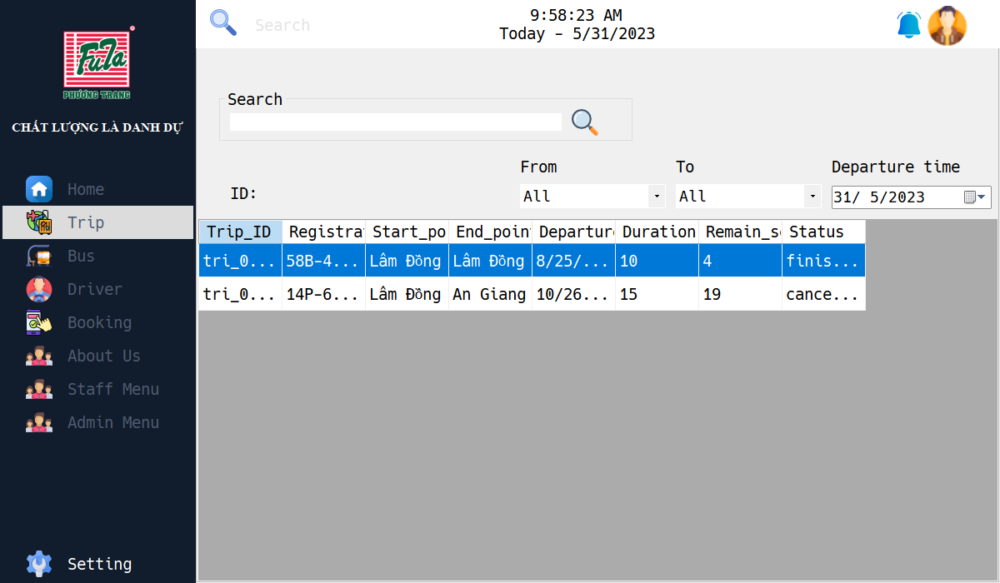 FuTa
PHƯƠNG TRANG
CHẤT LƯỢNG LÀ DANH DỰ
Home
Trip
Bus
Driver
Booking
About Us
Staff Menu
Admin Menu
Setting
Search
9:58:23 AM
Today - 5/31/2023
Search
From
To
Departure time
ID:
All
All
31/ 5/2023
Trip_ID Registra Start_po End_poin Departur Duration Remain_s Status
tri_0... 58B-4... Lâm Đồng Lâm Đồng 8/25/... 10 4 finis...
tri_0... 14P-6... Lâm Đồng An Giang 10/26... 15 19 cance...